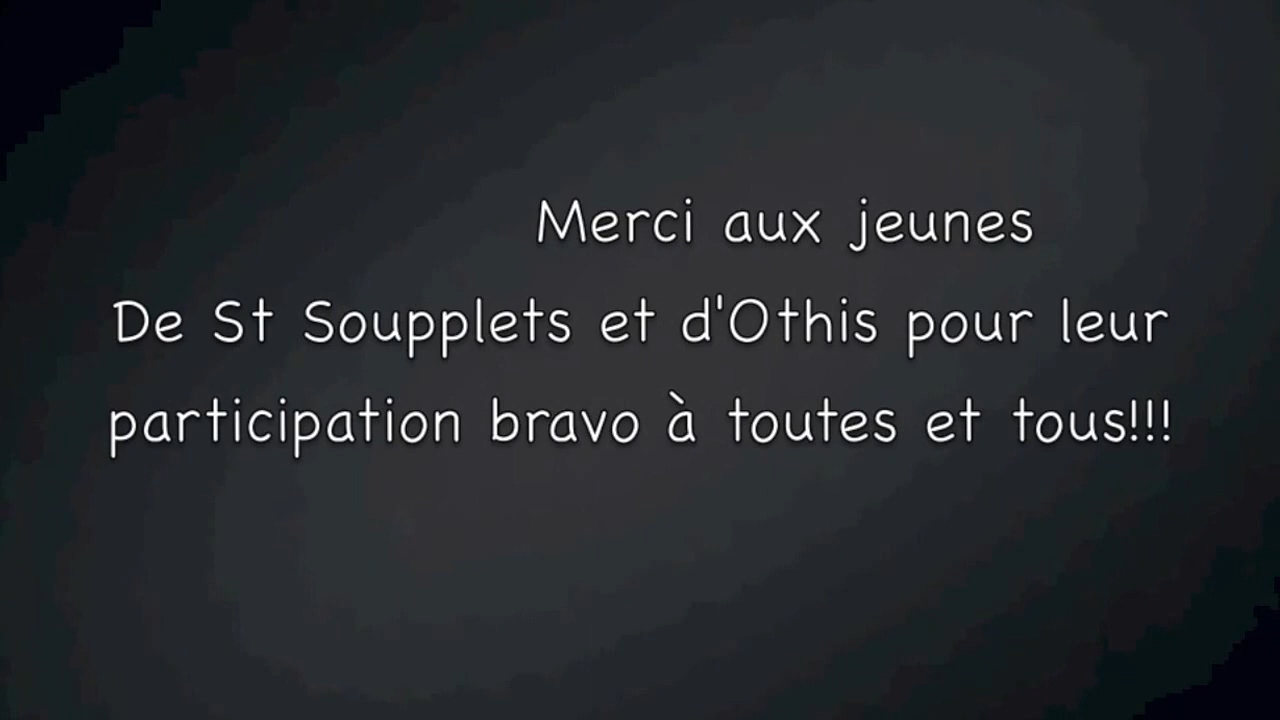 Merci aux jeunes
De St Soupplets et d'Othis pour leur
participation bravo à toutes et tous!!!